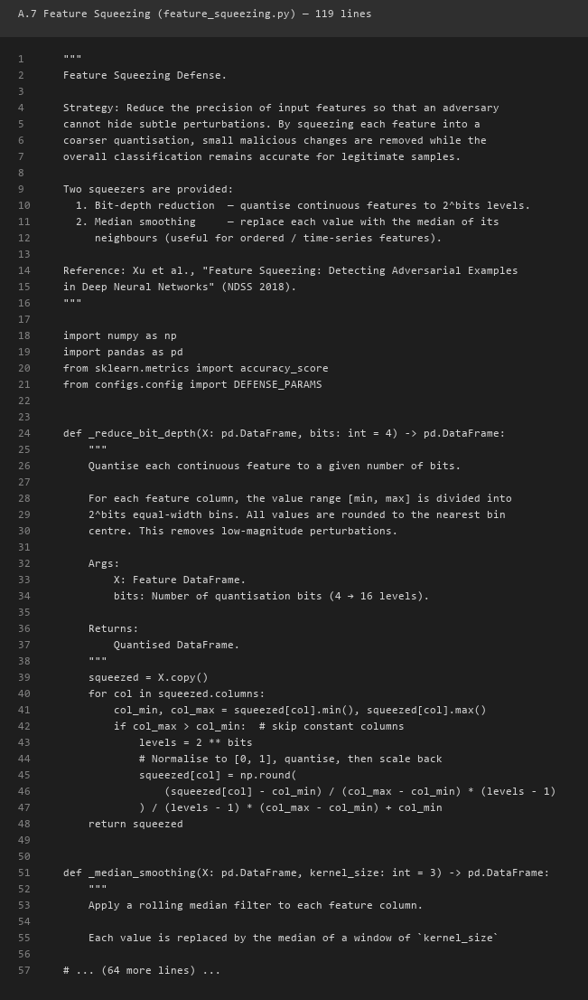 A.7 Feature Squeezing (feature_squeezing.py) — 119 lines
1 """
2 Feature Squeezing Defense.
3
4 Strategy: Reduce the precision of input features so that an adversary
5 cannot hide subtle perturbations. By squeezing each feature into a
6 coarser quantisation, small malicious changes are removed while the
7 overall classification remains accurate for legitimate samples.
8
9 Two squeezers are provided:
10   1. Bit-depth reduction  — quantise continuous features to 2^bits levels.
11   2. Median smoothing     — replace each value with the median of its
12      neighbours (useful for ordered / time-series features).
13
14 Reference: Xu et al., "Feature Squeezing: Detecting Adversarial Examples
15 in Deep Neural Networks" (NDSS 2018).
16 """
17
18 import numpy as np
19 import pandas as pd
20 from sklearn.metrics import accuracy_score
21 from configs.config import DEFENSE_PARAMS
22
23
24 def _reduce_bit_depth(X: pd.DataFrame, bits: int = 4) -> pd.DataFrame:
25     """
26     Quantise each continuous feature to a given number of bits.
27
28     For each feature column, the value range [min, max] is divided into
29     2^bits equal-width bins. All values are rounded to the nearest bin
30     centre. This removes low-magnitude perturbations.
31
32     Args:
33         X: Feature DataFrame.
34         bits: Number of quantisation bits (4 → 16 levels).
35
36     Returns:
37         Quantised DataFrame.
38     """
39     squeezed = X.copy()
40     for col in squeezed.columns:
41         col_min, col_max = squeezed[col].min(), squeezed[col].max()
42         if col_max > col_min:  # skip constant columns
43             levels = 2 ** bits
44             # Normalise to [0, 1], quantise, then scale back
45             squeezed[col] = np.round(
46                 (squeezed[col] - col_min) / (col_max - col_min) * (levels - 1)
47             ) / (levels - 1) * (col_max - col_min) + col_min
48     return squeezed
49
50
51 def _median_smoothing(X: pd.DataFrame, kernel_size: int = 3) -> pd.DataFrame:
52     """
53     Apply a rolling median filter to each feature column.
54
55     Each value is replaced by the median of a window of `kernel_size`
56
57 # ... (64 more lines) ...